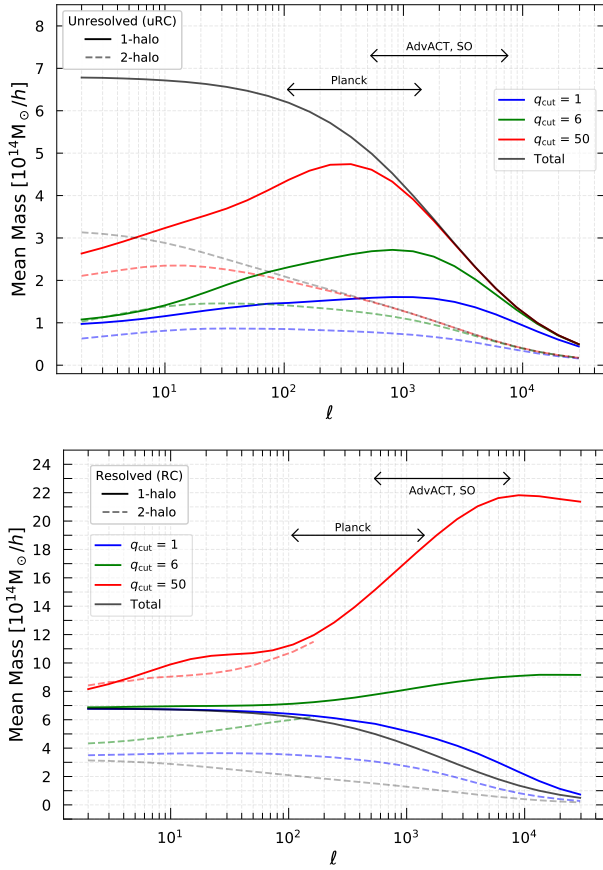 Unresolved (uRC)
1-halo
2-halo
AdvACT, SO
Planck
q_cut = 1
q_cut = 6
q_cut = 50
Total
Mean Mass [10^14 M_⊙/h]
8
7
6
5
4
3
2
1
0
10^1
10^2
10^3
10^4
ℓ
Resolved (RC)
1-halo
2-halo
AdvACT, SO
Planck
q_cut = 1
q_cut = 6
q_cut = 50
Total
Mean Mass [10^14 M_⊙/h]
24
22
20
18
16
14
12
10
8
6
4
2
0
10^1
10^2
10^3
10^4
ℓ